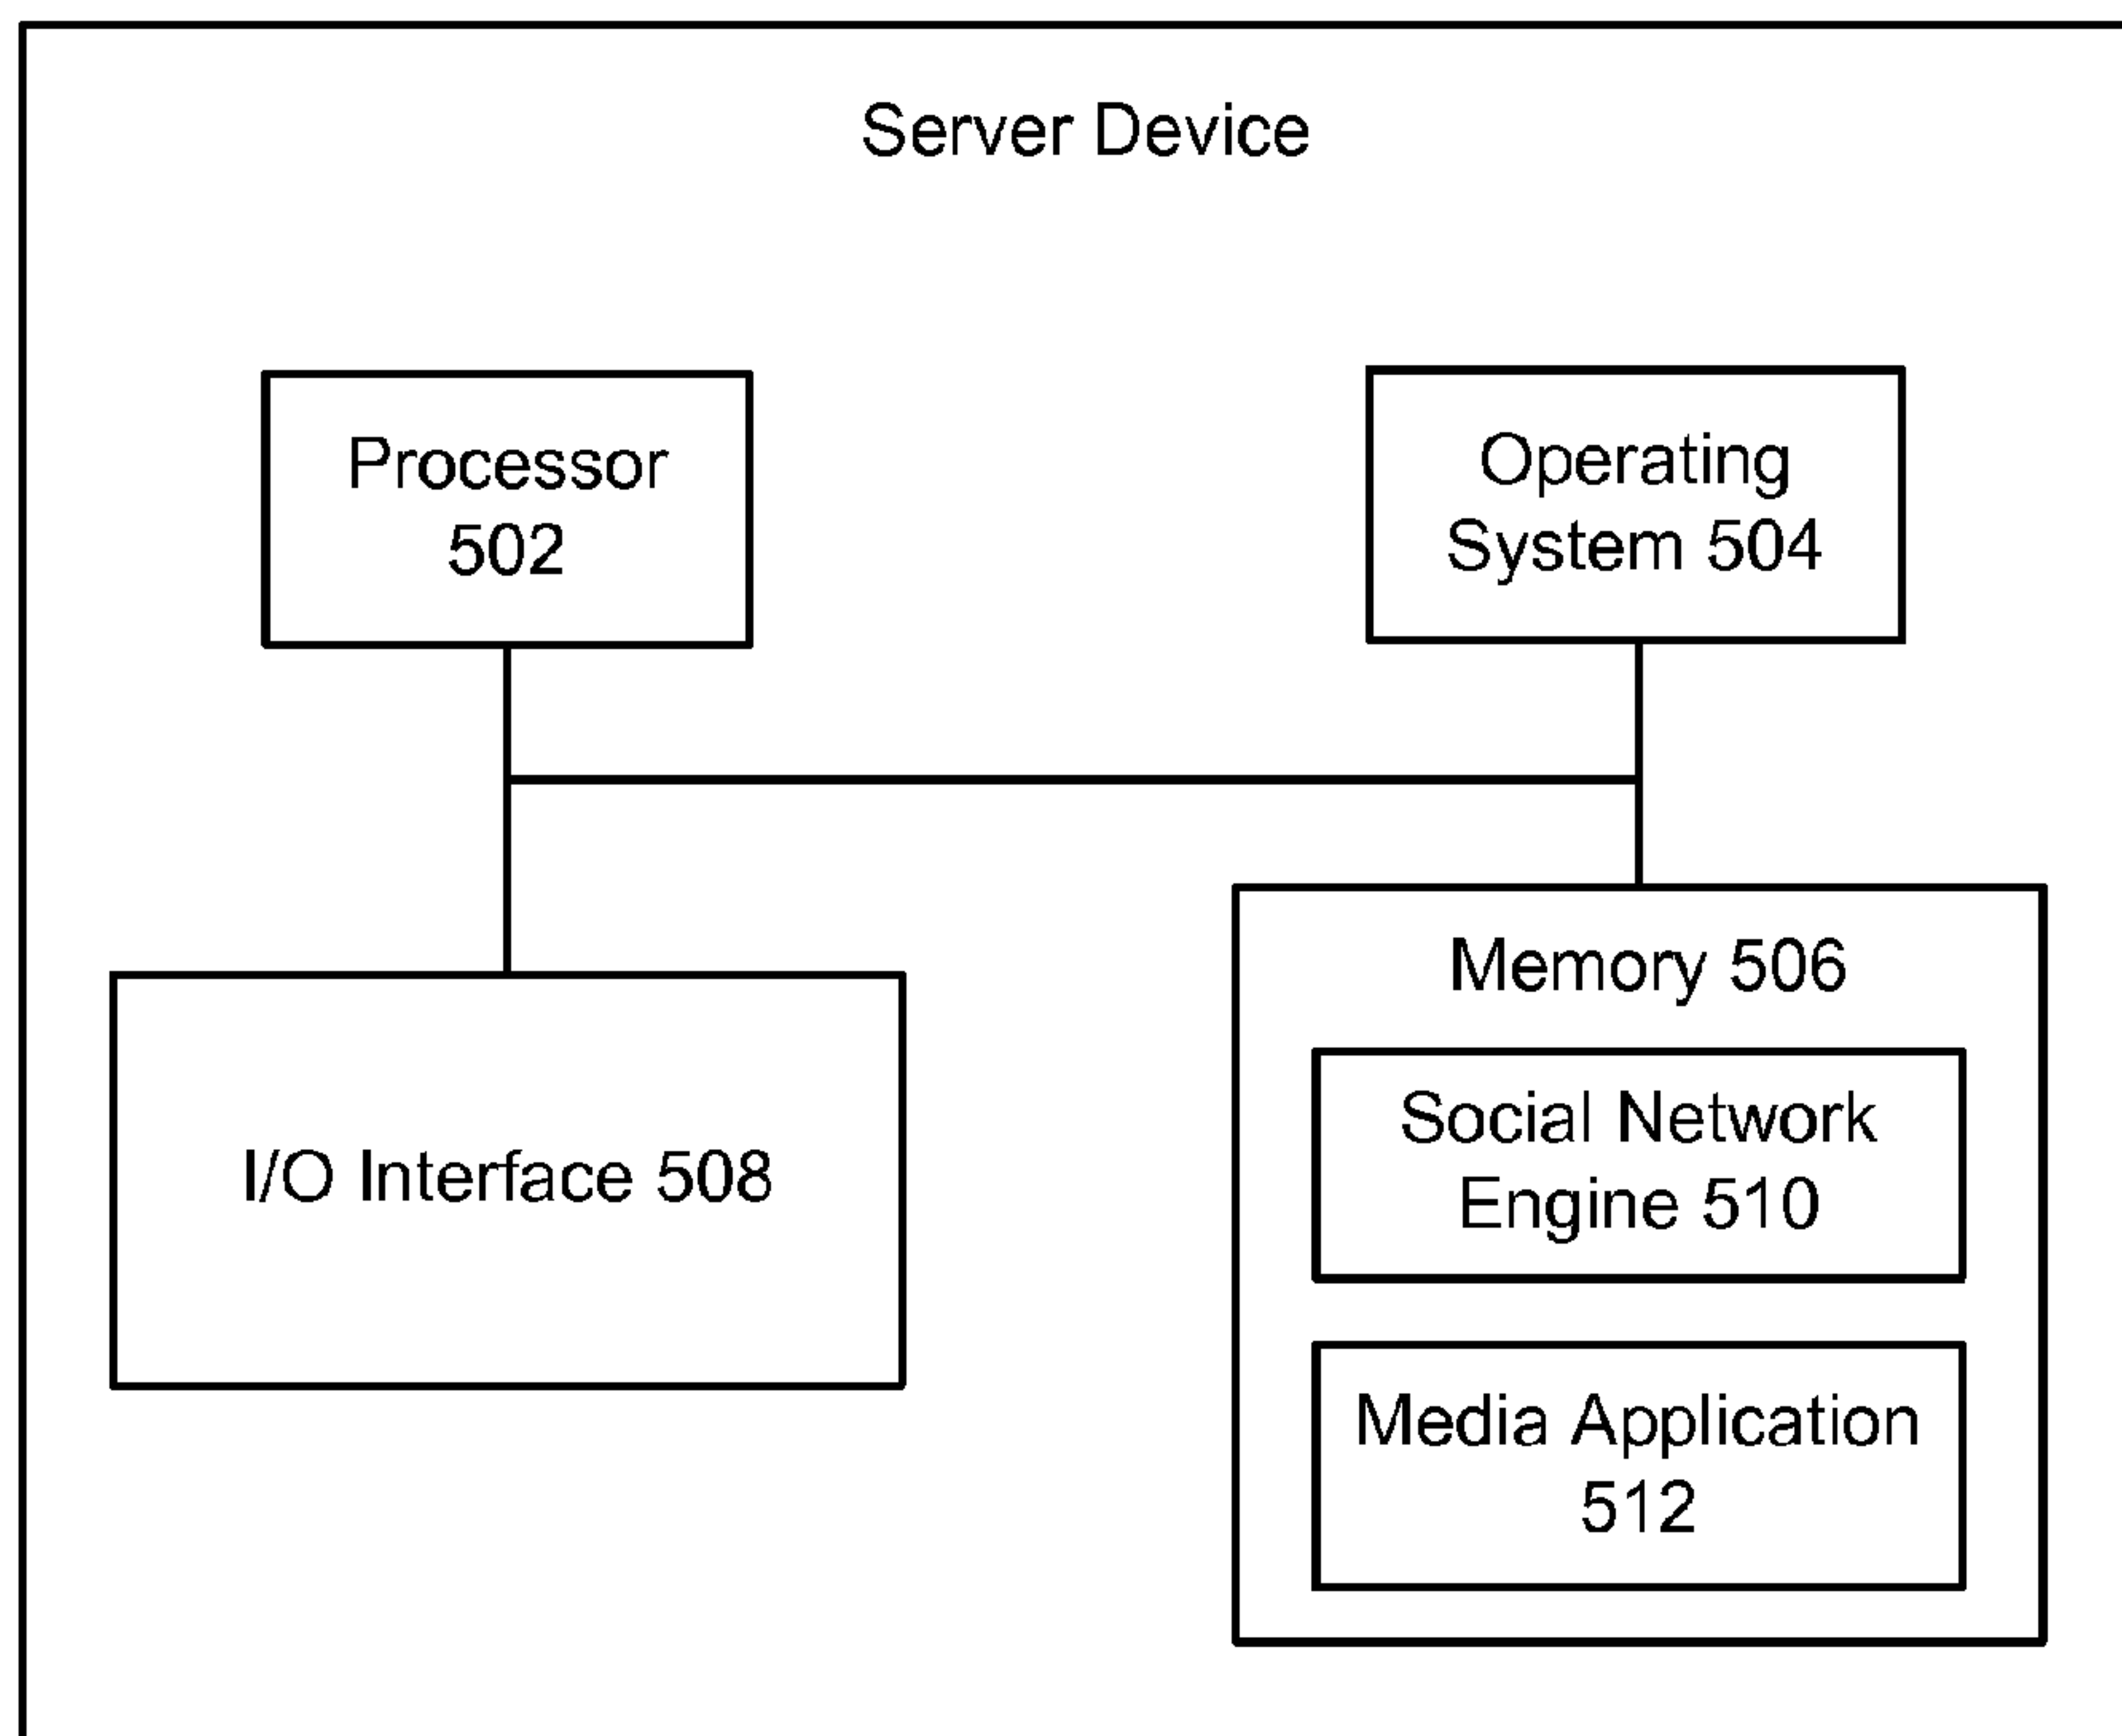 Server Device
Processor
502
Operating
System 504
I/O Interface 508
Memory 506
Social Network
Engine 510
Media Application
512